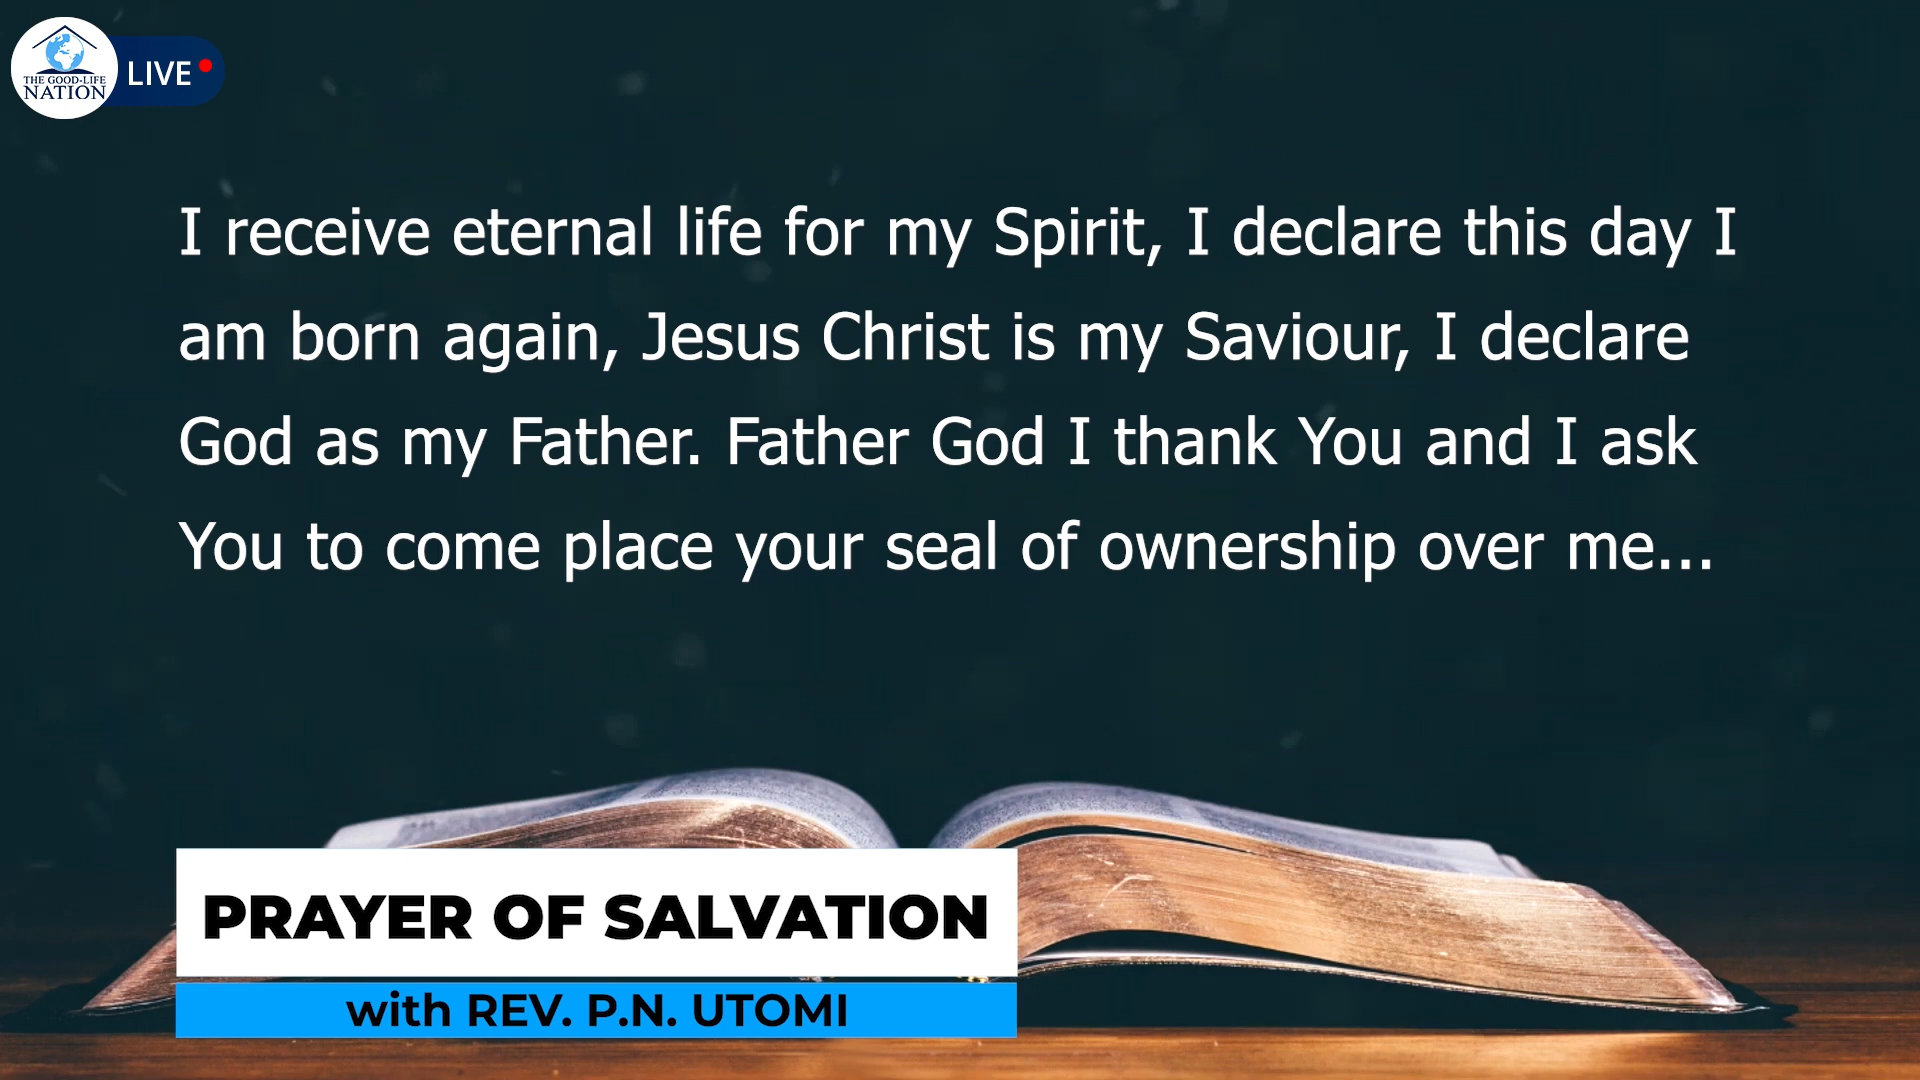 THE GOOD-LIFE
NATION
LIVE
I receive eternal life for my Spirit, I declare this day I
am born again, Jesus Christ is my Saviour, I declare
God as my Father. Father God I thank You and I ask
You to come place your seal of ownership over me...
PRAYER OF SALVATION
with REV. P.N. UTOMI